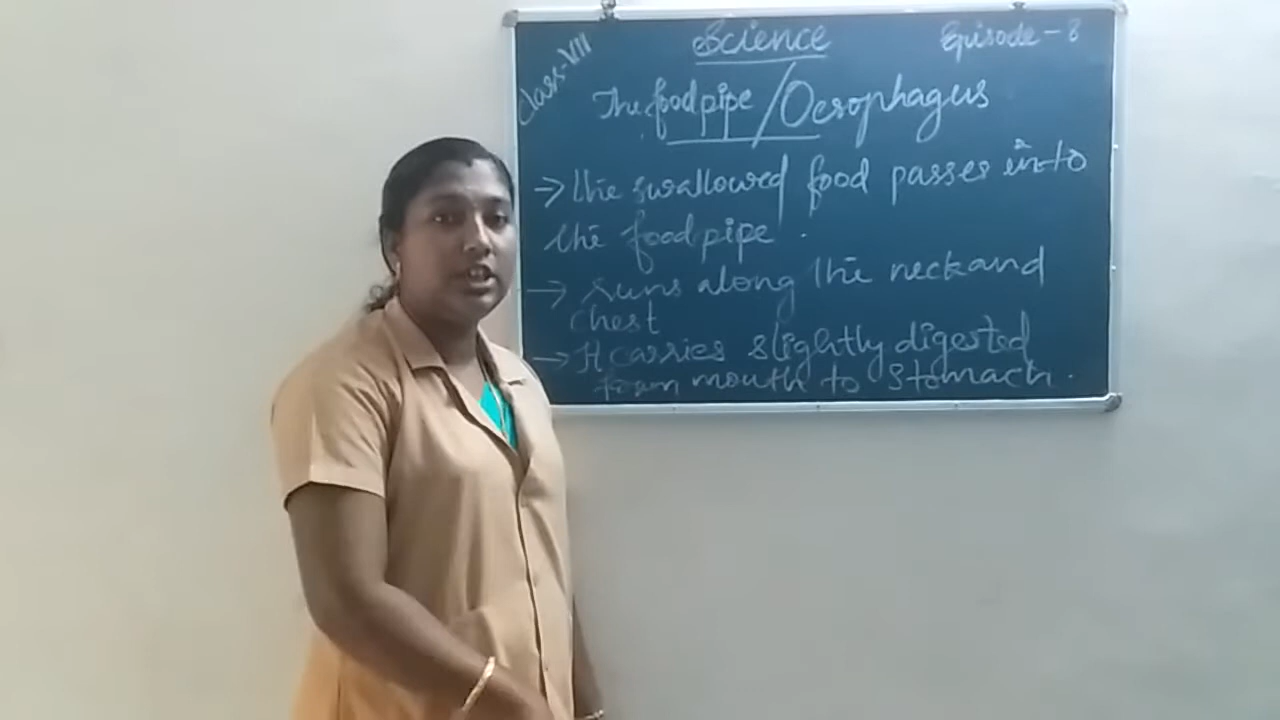 Class-VII
Science
Episode-8
The foodpipe/Oesophagus
→ the swallowed food passes into
the foodpipe.
→ runs along the neck and
chest
→ It carries slightly digested
from mouth to stomach.